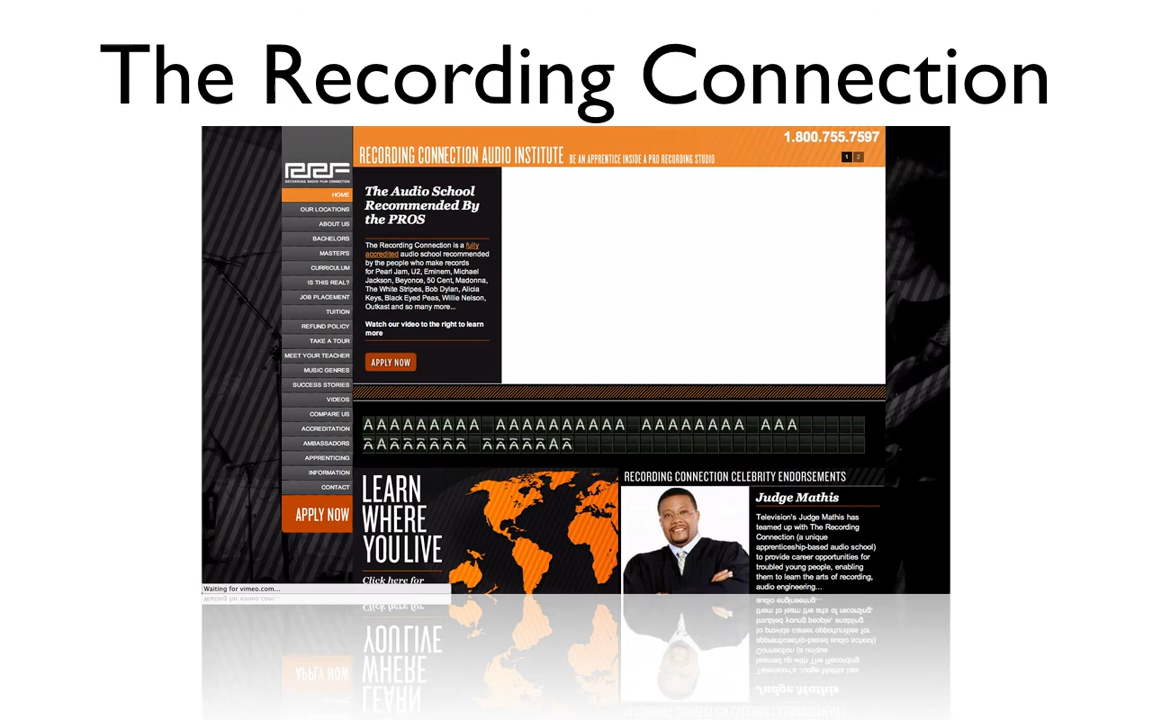 The Recording Connection
1.800.755.7597
RECORDING CONNECTION AUDIO INSTITUTE BE AN APPRENTICE INSIDE A PRO RECORDING STUDIO
1 2
RRF
RECORDING RADIO FILM CONNECTION
HOME
OUR LOCATIONS
ABOUT US
BACHELORS
MASTER'S
CURRICULUM
IS THIS REAL?
JOB PLACEMENT
TUITION
REFUND POLICY
TAKE A TOUR
MEET YOUR TEACHER
MUSIC GENRES
SUCCESS STORIES
VIDEOS
COMPARE US
ACCREDITATION
AMBASSADORS
APPRENTICING
INFORMATION
CONTACT
APPLY NOW
The Audio School
Recommended By
the PROS
The Recording Connection is a fully
accredited audio school recommended
by the people who make records
for Pearl Jam, U2, Eminem, Michael
Jackson, Beyonce, 50 Cent, Madonna,
The White Stripes, Bob Dylan, Alicia
Keys, Black Eyed Peas, Willie Nelson,
Outkast and so many more...
Watch our video to the right to learn
more
APPLY NOW
AAAAAAAAA AAAAAAAAAA AAAAAAAA AAA
AAAAAAAA AAAAAAA
LEARN
WHERE
YOU LIVE
Click here for
RECORDING CONNECTION CELEBRITY ENDORSEMENTS
Judge Mathis
Television's Judge Mathis has
teamed up with The Recording
Connection (a unique
apprenticeship-based audio school)
to provide career opportunities for
troubled young people, enabling
them to learn the arts of recording,
audio engineering...
Waiting for vimeo.com...